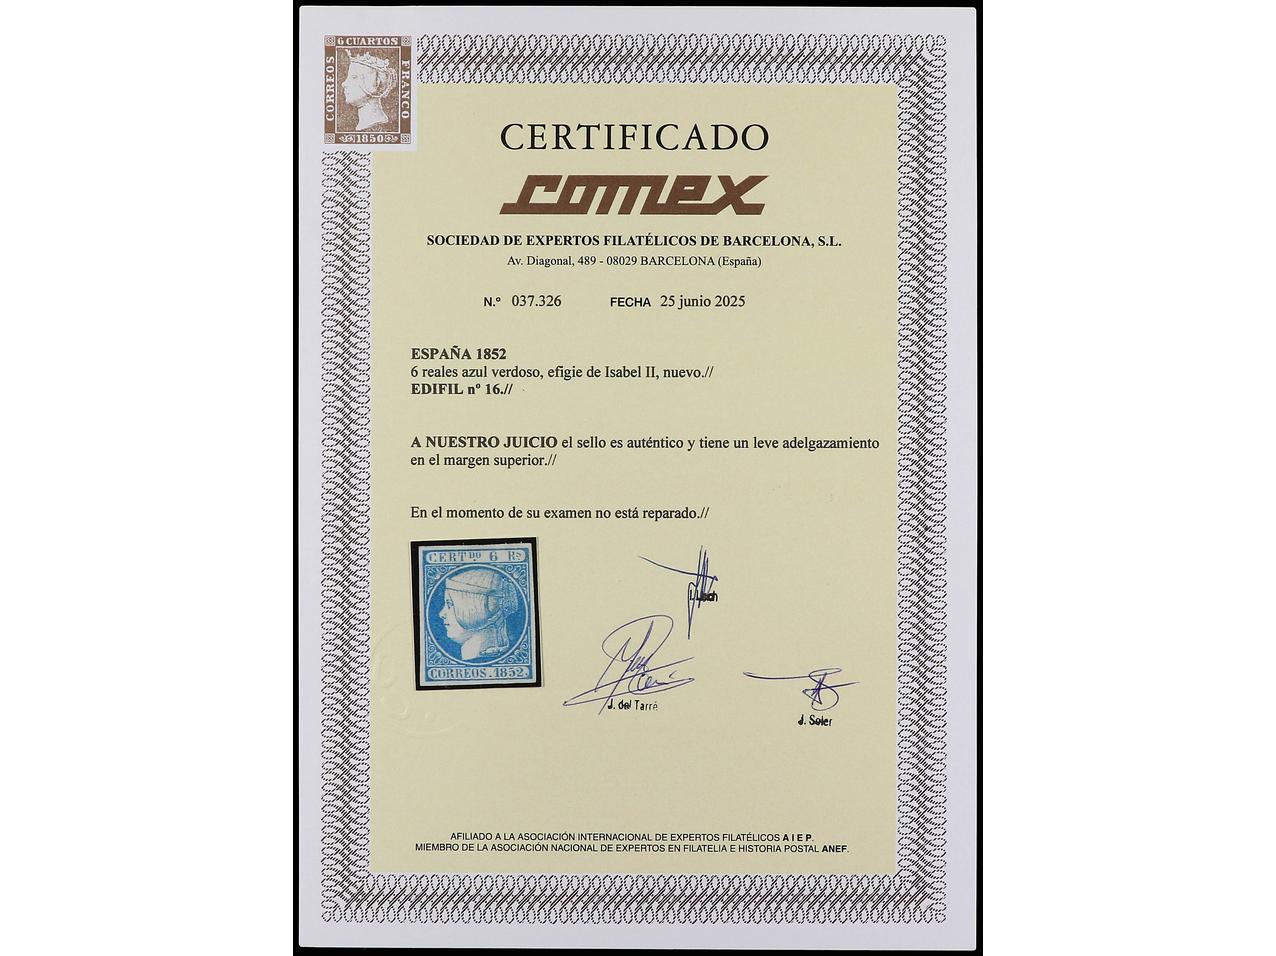 6 CUARTOS
CORREOS
FRANCO
1850
CERTIFICADO
comex
SOCIEDAD DE EXPERTOS FILATÉLICOS DE BARCELONA, S.L.
Av. Diagonal, 489 - 08029 BARCELONA (España)
N.º 037.326 FECHA 25 junio 2025
ESPAÑA 1852
6 reales azul verdoso, efigie de Isabel II, nuevo.//
EDIFIL nº 16.//
A NUESTRO JUICIO el sello es auténtico y tiene un leve adelgazamiento
en el margen superior.//
En el momento de su examen no está reparado.//
CERTDO 6 Rs
CORREOS.1852.
J. del Tarré
J. Soler
AFILIADO A LA ASOCIACIÓN INTERNACIONAL DE EXPERTOS FILATÉLICOS A I E P.
MIEMBRO DE LA ASOCIACIÓN NACIONAL DE EXPERTOS EN FILATELIA E HISTORIA POSTAL ANEF.